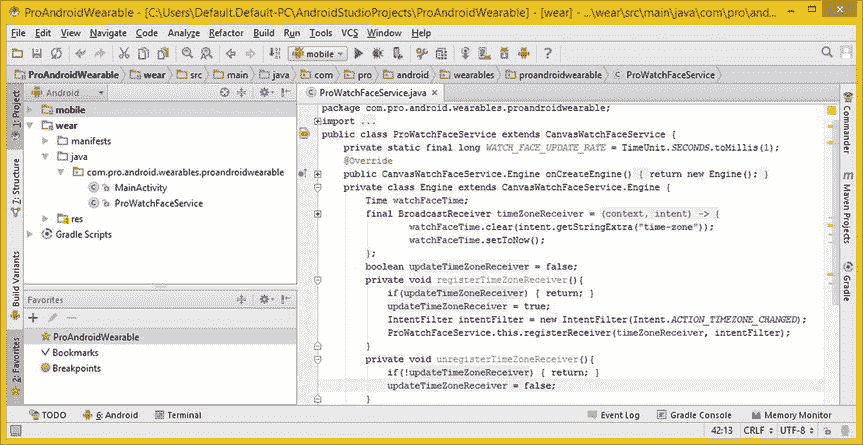 ProAndroidWearable - [C:\Users\Default.Default-PC\AndroidStudioProjects\ProAndroidWearable] - [wear] - ...\wear\src\main\java\com\pro\and...
File Edit View Navigate Code Analyze Refactor Build Run Tools VCS Window Help
mobile
ProAndroidWearable wear src main java com pro android wearables proandroidwearable ProWatchFaceService
Android
ProWatchFaceService.java
1: Project
7: Structure
Build Variants
2: Favorites
mobile
wear
manifests
java
com.pro.android.wearables.proandroidwearable
MainActivity
ProWatchFaceService
res
Gradle Scripts
Favorites
ProAndroidWearable
Bookmarks
Breakpoints
package com.pro.android.wearables.proandroidwearable;
import ...
public class ProWatchFaceService extends CanvasWatchFaceService {
private static final long WATCH_FACE_UPDATE_RATE = TimeUnit.SECONDS.toMillis(1);
@Override
public CanvasWatchFaceService.Engine onCreateEngine() { return new Engine(); }
private class Engine extends CanvasWatchFaceService.Engine {
Time watchFaceTime;
final BroadcastReceiver timeZoneReceiver = (context, intent) -> {
watchFaceTime.clear(intent.getStringExtra("time-zone"));
watchFaceTime.setToNow();
};
boolean updateTimeZoneReceiver = false;
private void registerTimeZoneReceiver(){
if(updateTimeZoneReceiver) { return; }
updateTimeZoneReceiver = true;
IntentFilter intentFilter = new IntentFilter(Intent.ACTION_TIMEZONE_CHANGED);
ProWatchFaceService.this.registerReceiver(timeZoneReceiver, intentFilter);
}
private void unregisterTimeZoneReceiver(){
if(!updateTimeZoneReceiver) { return; }
updateTimeZoneReceiver = false;
}
Commander
m Maven Projects
Gradle
TODO 6: Android Terminal Event Log Gradle Console Memory Monitor
42:13 CRLF UTF-8